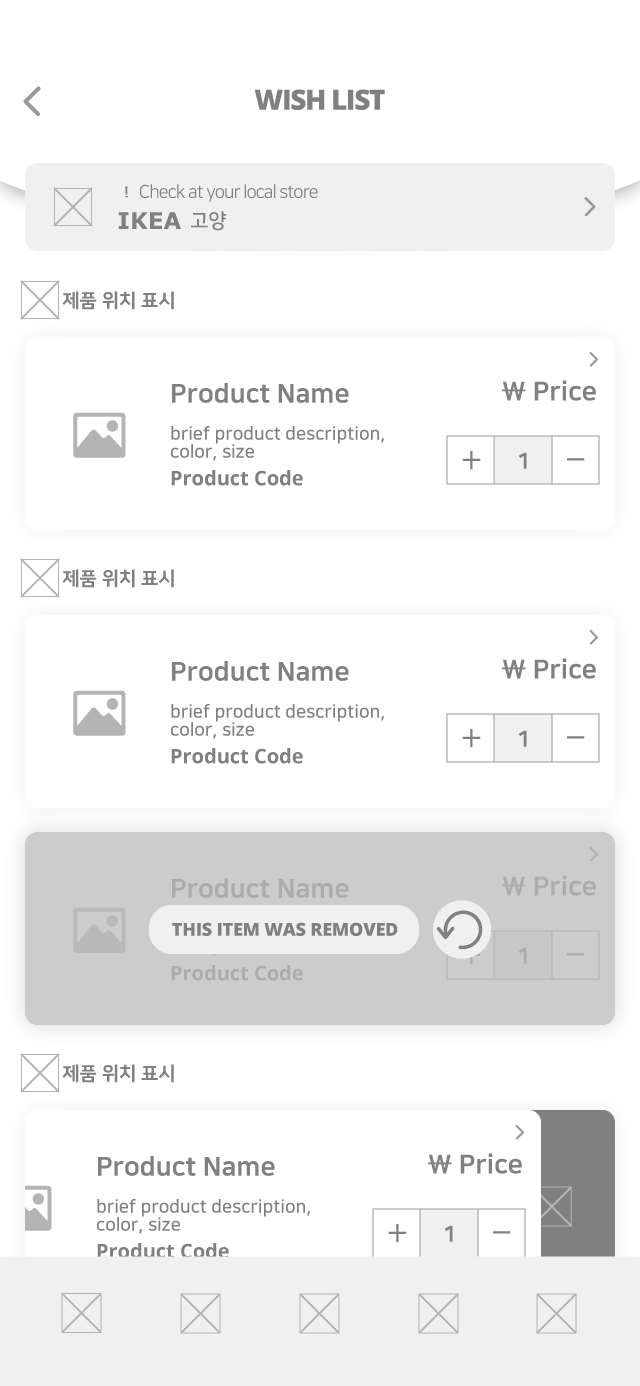 WISH LIST
! Check at your local store
IKEA 고양
제품 위치 표시
Product Name
₩ Price
brief product description,
color, size
Product Code
+ 1 −
제품 위치 표시
Product Name
₩ Price
brief product description,
color, size
Product Code
+ 1 −
Product Name
₩ Price
THIS ITEM WAS REMOVED
Product Code
+ 1 −
제품 위치 표시
Product Name
₩ Price
brief product description,
color, size
Product Code
+ 1 −